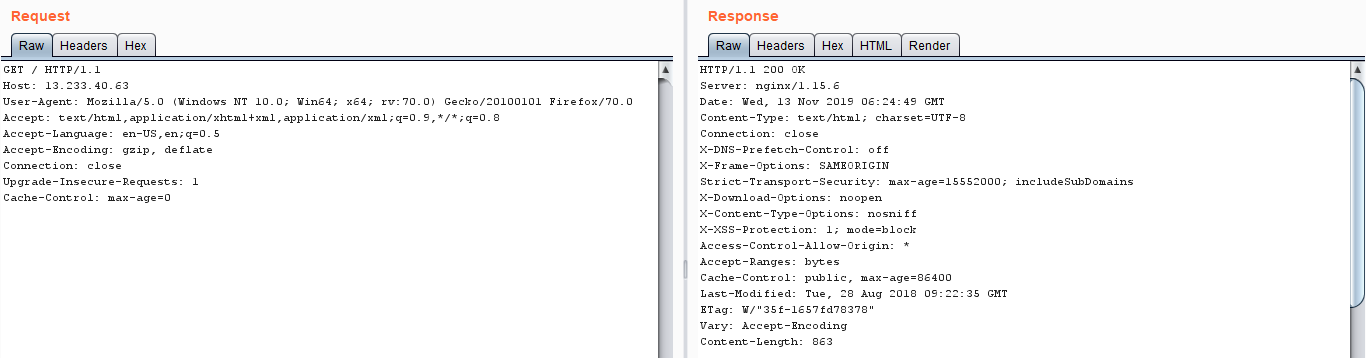 Request
Raw Headers Hex
GET / HTTP/1.1
Host: 13.233.40.63
User-Agent: Mozilla/5.0 (Windows NT 10.0; Win64; x64; rv:70.0) Gecko/20100101 Firefox/70.0
Accept: text/html,application/xhtml+xml,application/xml;q=0.9,*/*;q=0.8
Accept-Language: en-US,en;q=0.5
Accept-Encoding: gzip, deflate
Connection: close
Upgrade-Insecure-Requests: 1
Cache-Control: max-age=0
Response
Raw Headers Hex HTML Render
HTTP/1.1 200 OK
Server: nginx/1.15.6
Date: Wed, 13 Nov 2019 06:24:49 GMT
Content-Type: text/html; charset=UTF-8
Connection: close
X-DNS-Prefetch-Control: off
X-Frame-Options: SAMEORIGIN
Strict-Transport-Security: max-age=15552000; includeSubDomains
X-Download-Options: noopen
X-Content-Type-Options: nosniff
X-XSS-Protection: 1; mode=block
Access-Control-Allow-Origin: *
Accept-Ranges: bytes
Cache-Control: public, max-age=86400
Last-Modified: Tue, 28 Aug 2018 09:22:35 GMT
ETag: W/"35f-1657fd78378"
Vary: Accept-Encoding
Content-Length: 863